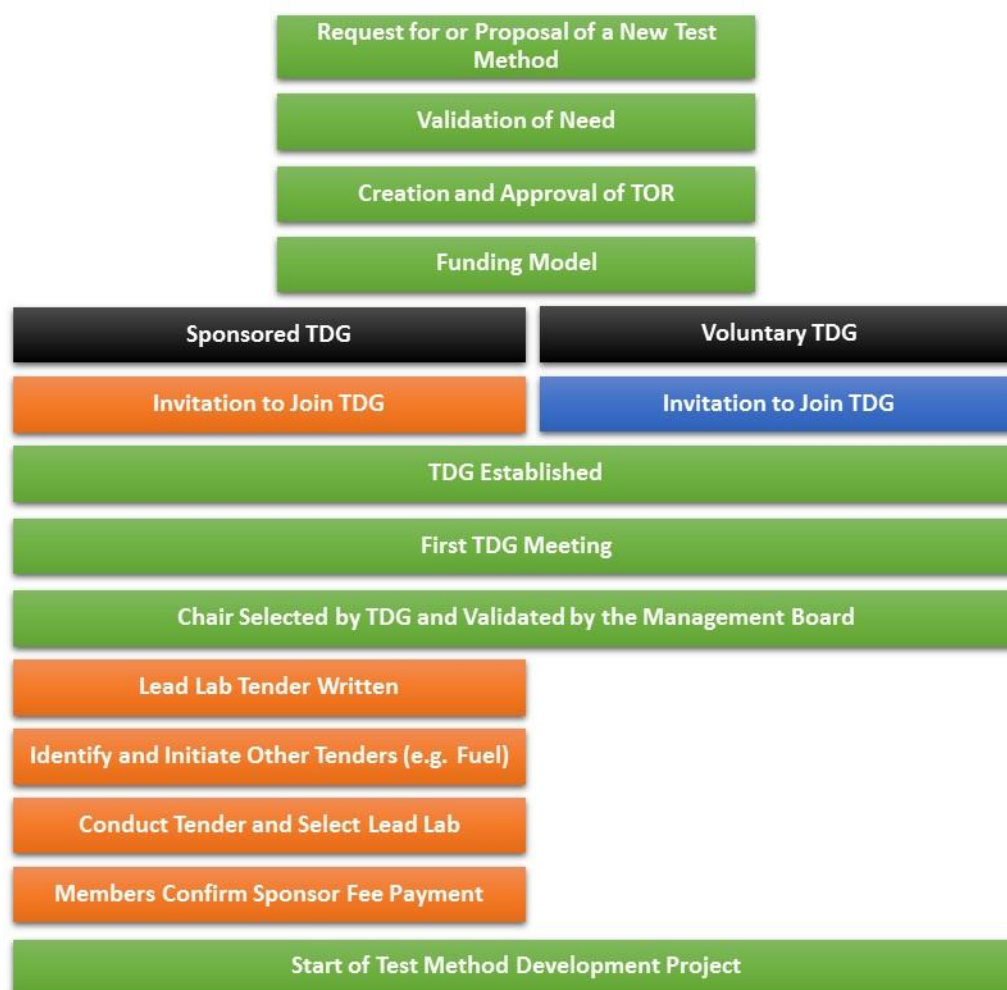 Request for or Proposal of a New Test
Method
Validation of Need
Creation and Approval of TOR
Funding Model
Sponsored TDG
Voluntary TDG
Invitation to Join TDG
Invitation to Join TDG
TDG Established
First TDG Meeting
Chair Selected by TDG and Validated by the Management Board
Lead Lab Tender Written
Identify and Initiate Other Tenders (e.g. Fuel)
Conduct Tender and Select Lead Lab
Members Confirm Sponsor Fee Payment
Start of Test Method Development Project